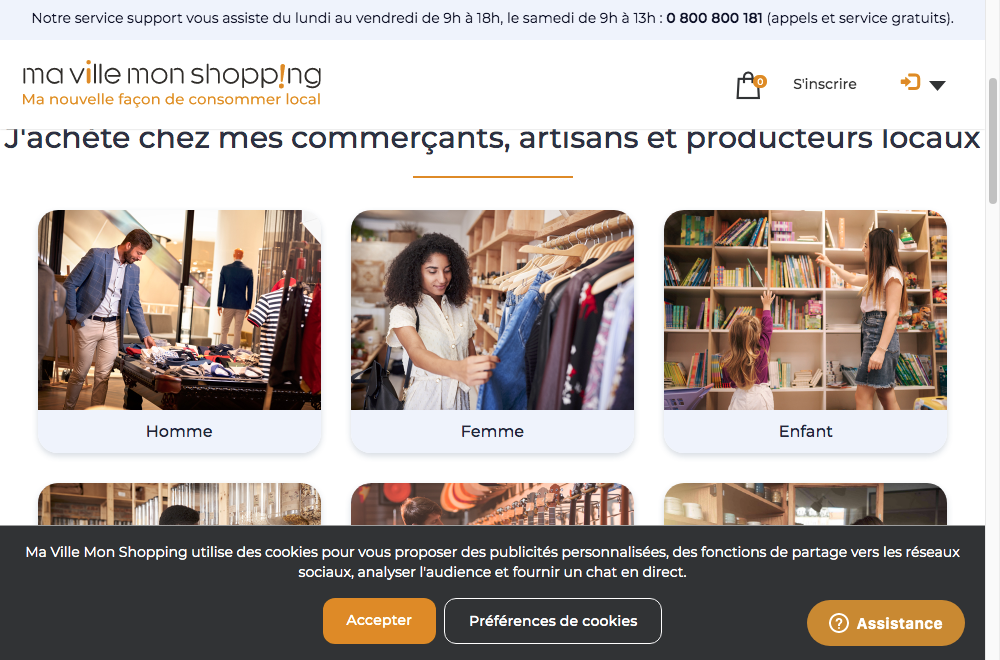 Notre service support vous assiste du lundi au vendredi de 9h à 18h, le samedi de 9h à 13h : 0 800 800 181 (appels et service gratuits).
ma ville mon shopp!ng
Ma nouvelle façon de consommer local
0
S'inscrire
J'achète chez mes commerçants, artisans et producteurs locaux
Homme
Femme
Enfant
Ma Ville Mon Shopping utilise des cookies pour vous proposer des publicités personnalisées, des fonctions de partage vers les réseaux
sociaux, analyser l'audience et fournir un chat en direct.
Accepter
Préférences de cookies
? Assistance